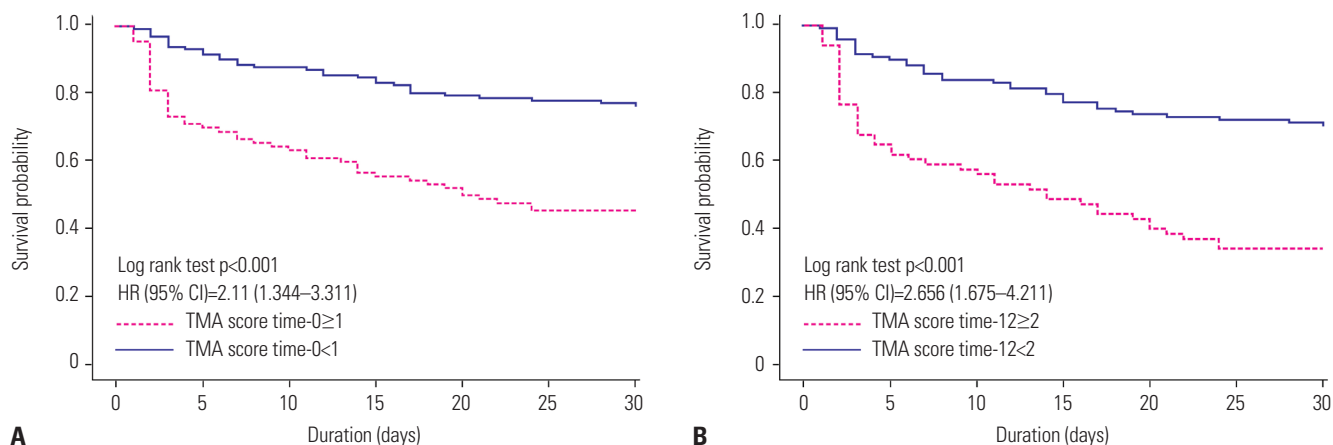 1.0
0.8
0.6
0.4
0.2
0
Survival probability
Log rank test p<0.001
HR (95% CI)=2.11 (1.344–3.311)
TMA score time-0≥1
TMA score time-0<1
0 5 10 15 20 25 30
Duration (days)
A
1.0
0.8
0.6
0.4
0.2
0
Survival probability
Log rank test p<0.001
HR (95% CI)=2.656 (1.675–4.211)
TMA score time-12≥2
TMA score time-12<2
0 5 10 15 20 25 30
Duration (days)
B